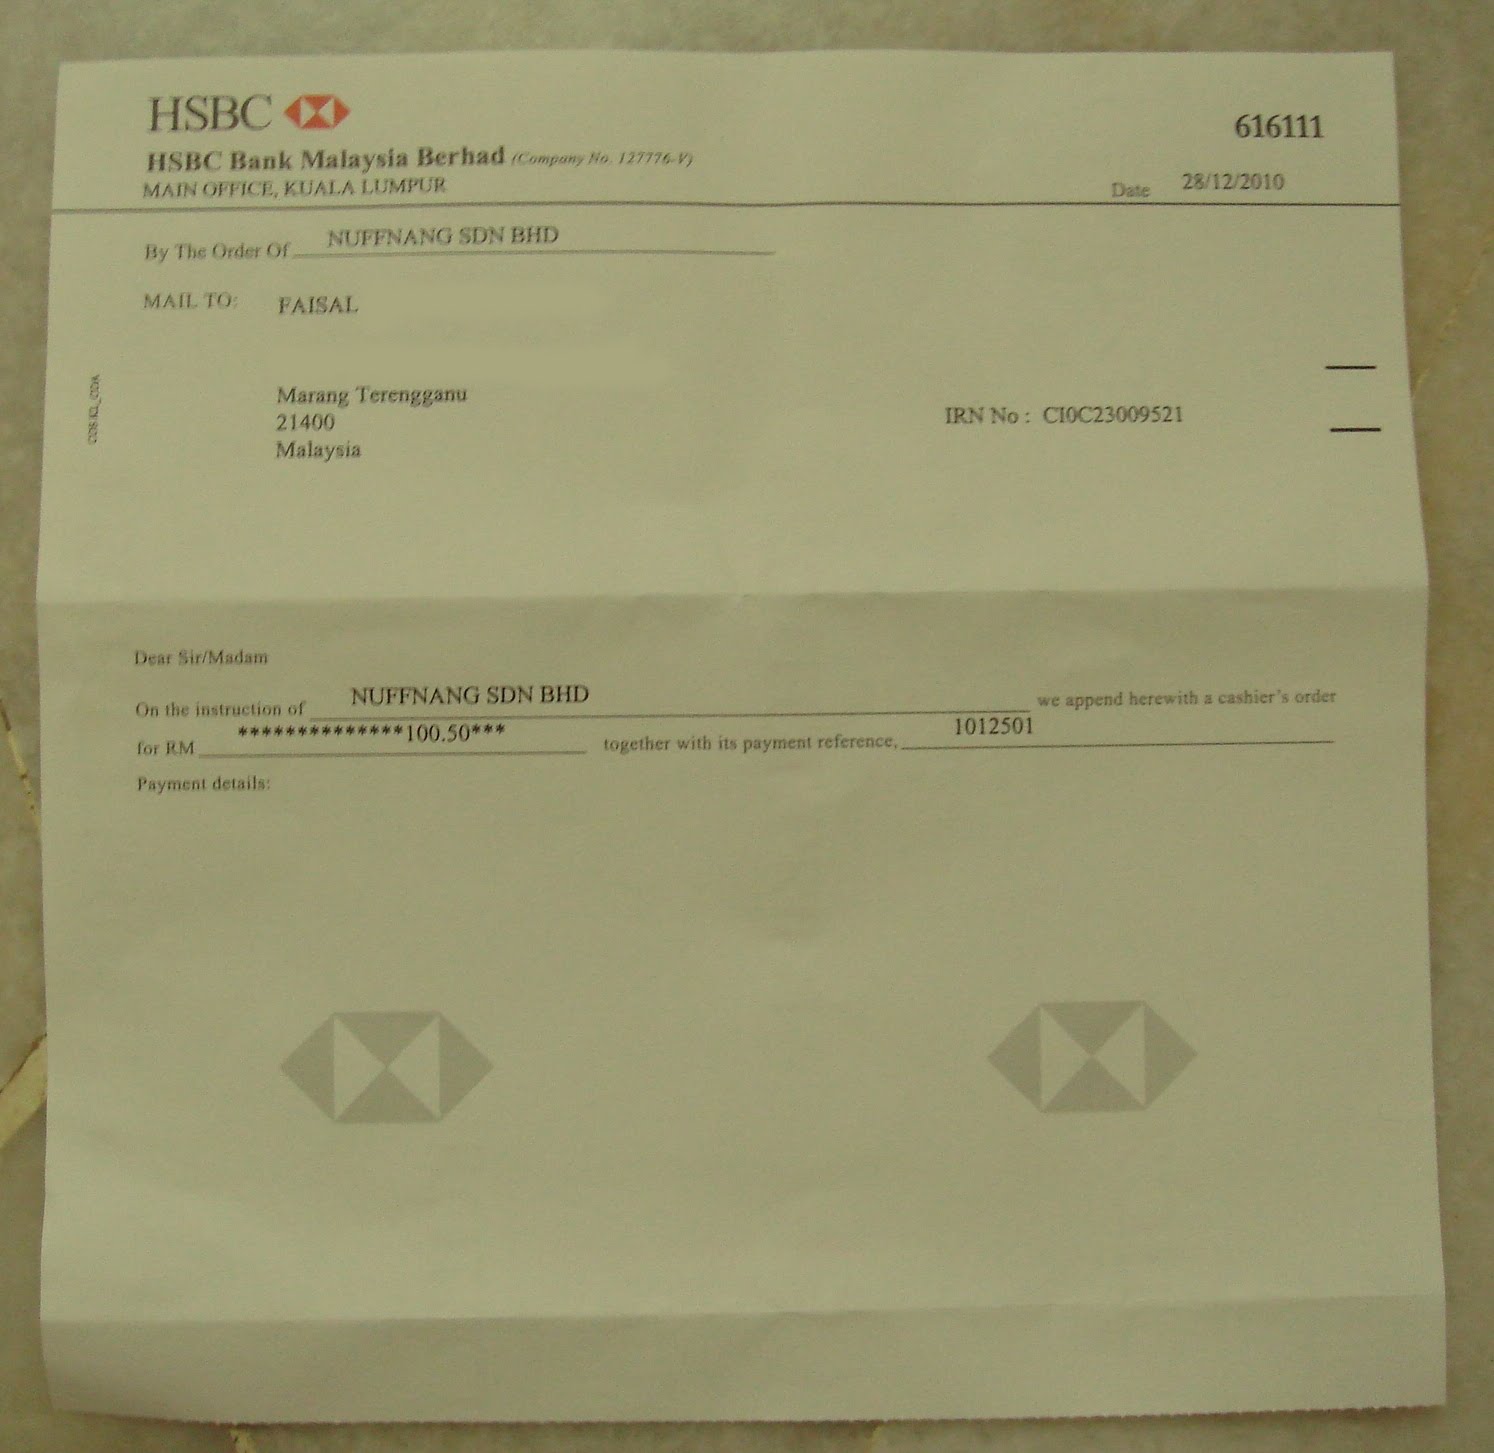 HSBC
616111
HSBC Bank Malaysia Berhad (Company No. 127776-V)
MAIN OFFICE, KUALA LUMPUR
Date 28/12/2010
By The Order Of NUFFNANG SDN BHD
MAIL TO: FAISAL
Marang Terengganu
21400
Malaysia
IRN No : CI0C23009521
Dear Sir/Madam
On the instruction of NUFFNANG SDN BHD we append herewith a cashier's order
for RM **************100.50*** together with its payment reference, 1012501
Payment details: